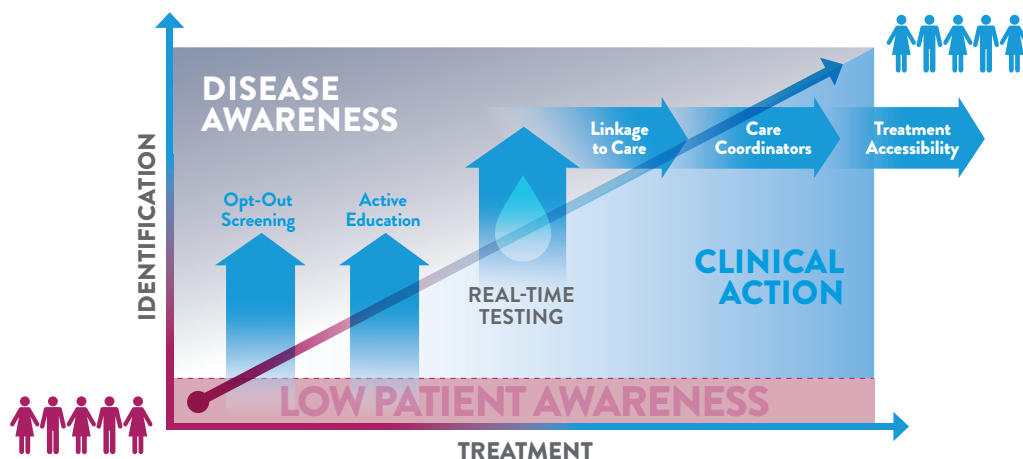 DISEASE
AWARENESS
Linkage
to Care
Care
Coordinators
Treatment
Accessibility
Opt-Out
Screening
Active
Education
IDENTIFICATION
CLINICAL
ACTION
REAL-TIME
TESTING
LOW PATIENT AWARENESS
TREATMENT